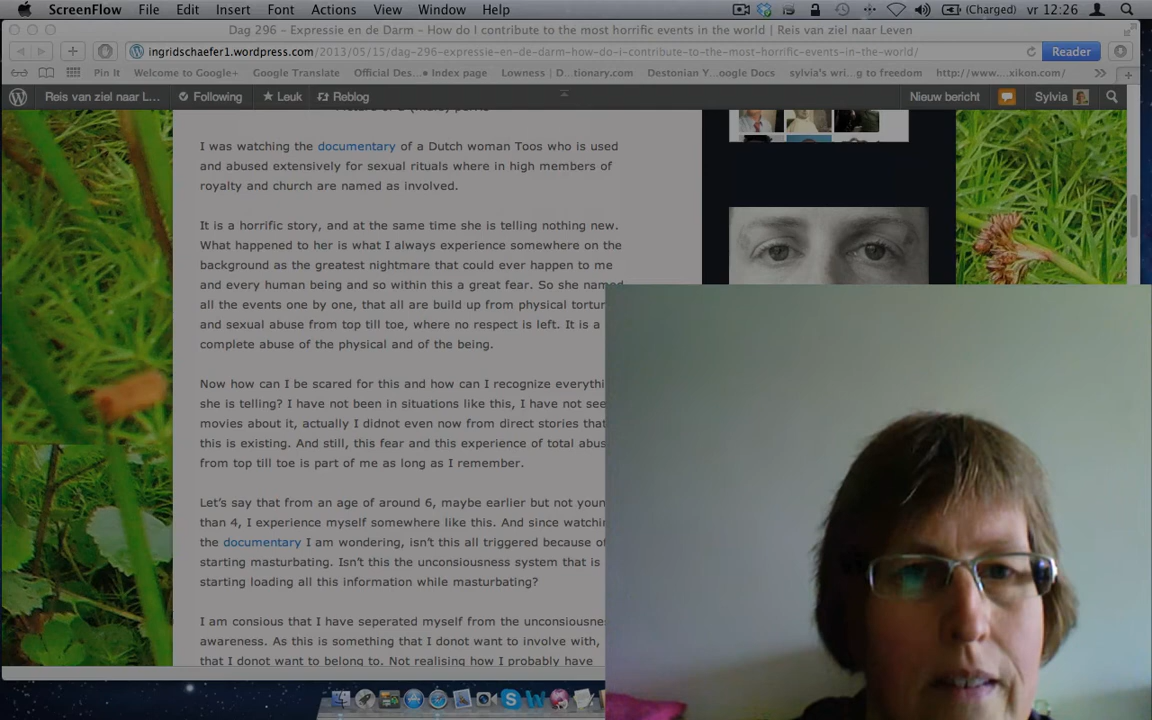 ScreenFlow File Edit Insert Font Actions View Window Help (Charged) vr 12:26
Dag 296 - Expressie en de Darm - How do I contribute to the most horrific events in the world | Reis van ziel naar Leven
ingridschaefer1.wordpress.com/2013/05/15/dag-296-expressie-en-de-darm-how-do-i-contribute-to-the-most-horrific-events-in-the-world/ Reader
Pin It Welcome to Google+ Google Translate Official Des...● Index page Lowness | D...tionary.com Destonian Y...oogle Docs sylvia's wri...g to freedom http://www....xikon.com/
Reis van ziel naar L... Following Leuk Reblog Nieuw bericht Sylvia
I was watching the documentary of a Dutch woman Toos who is used
and abused extensively for sexual rituals where in high members of
royalty and church are named as involved.
It is a horrific story, and at the same time she is telling nothing new.
What happened to her is what I always experience somewhere on the
background as the greatest nightmare that could ever happen to me
and every human being and so within this a great fear. So she named
all the events one by one, that all are build up from physical tortur
and sexual abuse from top till toe, where no respect is left. It is a
complete abuse of the physical and of the being.
Now how can I be scared for this and how can I recognize everythi
she is telling? I have not been in situations like this, I have not see
movies about it, actually I didnot even now from direct stories that
this is existing. And still, this fear and this experience of total abus
from top till toe is part of me as long as I remember.
Let's say that from an age of around 6, maybe earlier but not youn
than 4, I experience myself somewhere like this. And since watchin
the documentary I am wondering, isn't this all triggered because of
starting masturbating. Isn't this the unconsiousness system that is
starting loading all this information while masturbating?
I am consious that I have seperated myself from the unconsiousne
awareness. As this is something that I donot want to involve with,
that I donot want to belong to. Not realising how I probably have